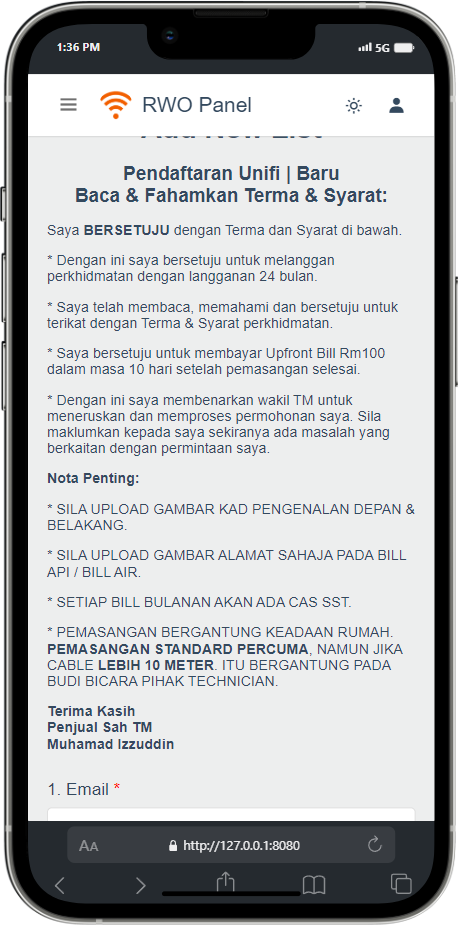 1:36 PM
5G
RWO Panel
Add New List
Pendaftaran Unifi | Baru
Baca & Fahamkan Terma & Syarat:
Saya BERSETUJU dengan Terma dan Syarat di bawah.
* Dengan ini saya bersetuju untuk melanggan
perkhidmatan dengan langganan 24 bulan.
* Saya telah membaca, memahami dan bersetuju untuk
terikat dengan Terma & Syarat perkhidmatan.
* Saya bersetuju untuk membayar Upfront Bill Rm100
dalam masa 10 hari setelah pemasangan selesai.
* Dengan ini saya membenarkan wakil TM untuk
meneruskan dan memproses permohonan saya. Sila
maklumkan kepada saya sekiranya ada masalah yang
berkaitan dengan permintaan saya.
Nota Penting:
* SILA UPLOAD GAMBAR KAD PENGENALAN DEPAN &
BELAKANG.
* SILA UPLOAD GAMBAR ALAMAT SAHAJA PADA BILL
API / BILL AIR.
* SETIAP BILL BULANAN AKAN ADA CAS SST.
* PEMASANGAN BERGANTUNG KEADAAN RUMAH.
PEMASANGAN STANDARD PERCUMA, NAMUN JIKA
CABLE LEBIH 10 METER. ITU BERGANTUNG PADA
BUDI BICARA PIHAK TECHNICIAN.
Terima Kasih
Penjual Sah TM
Muhamad Izzuddin
1. Email *
AA
http://127.0.0.1:8080